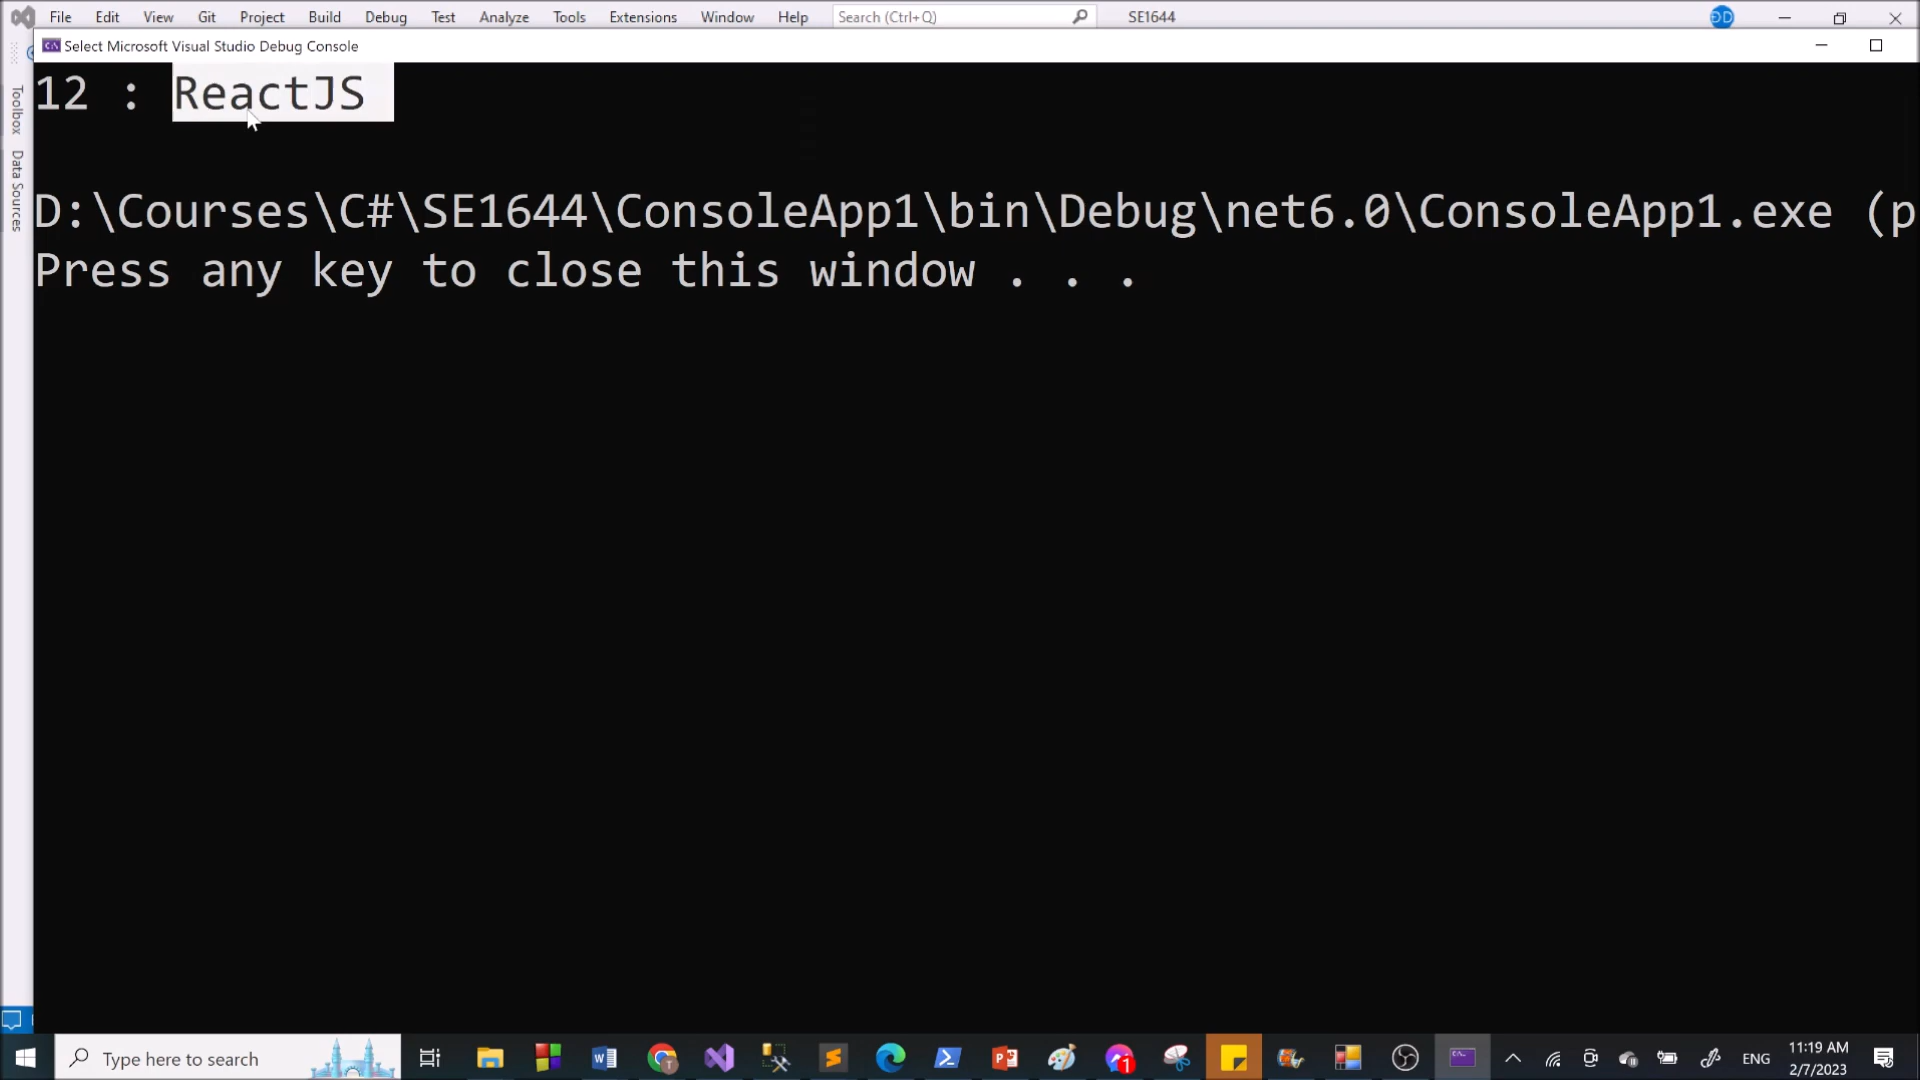 File Edit View Git Project Build Debug Test Analyze Tools Extensions Window Help Search (Ctrl+Q) SE1644
Select Microsoft Visual Studio Debug Console
Toolbox
Data Sources
12 : ReactJS
D:\Courses\C#\SE1644\ConsoleApp1\bin\Debug\net6.0\ConsoleApp1.exe (p
Press any key to close this window . . .
Type here to search
ENG
11:19 AM
2/7/2023